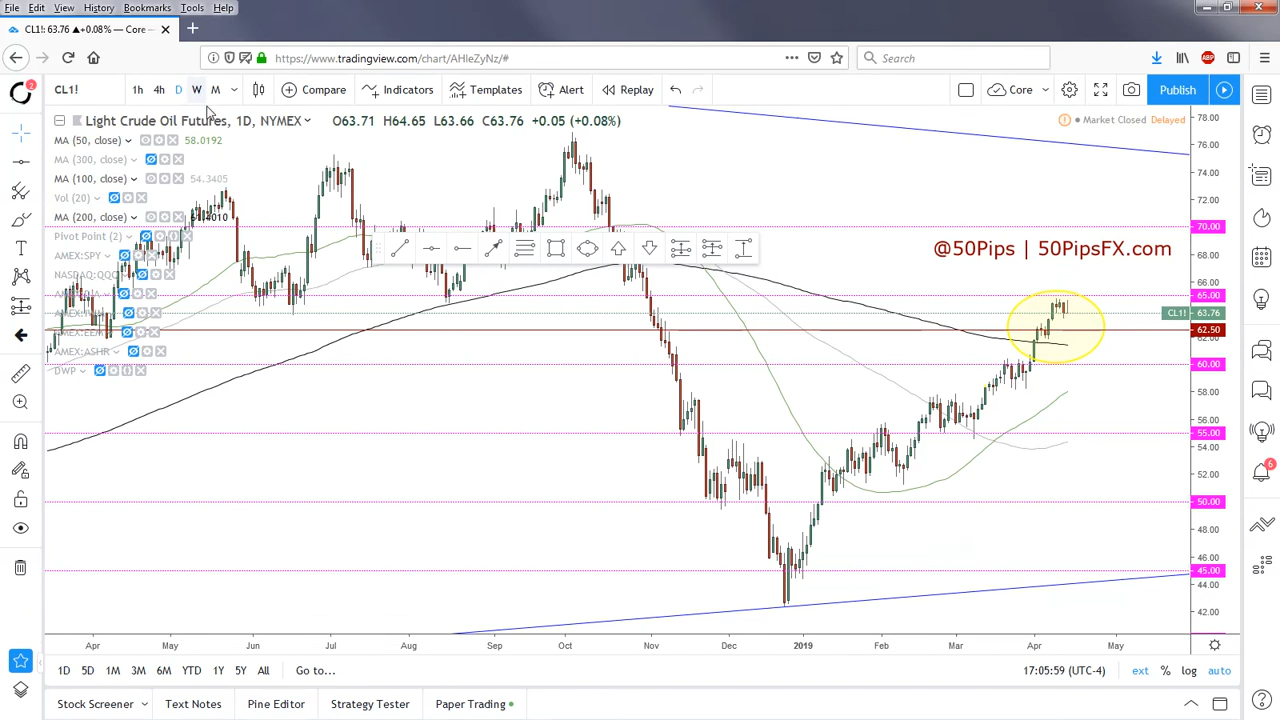 File Edit View History Bookmarks Tools Help
CL1!: 63.76 ▲+0.08% — Core
https://www.tradingview.com/chart/AHIeZyNz/#
Search
ABP
2
CL1!
1h 4h D W M
Compare
Indicators
Templates
Alert
Replay
Core
Publish
Light Crude Oil Futures, 1D, NYMEX O63.71 H64.65 L63.66 C63.76 +0.05 (+0.08%)
Market Closed Delayed
MA (50, close) 58.0192
MA (300, close)
MA (100, close) 54.3405
Vol (20)
MA (200, close)
Pivot Point (2)
AMEX:SPY
AMEX:ASHR
DWP
@50Pips | 50PipsFX.com
78.00
76.00
74.00
72.00
70.00
68.00
66.00
65.00
CL1! 63.76
62.50
62.00
60.00
58.00
56.00
55.00
54.00
52.00
50.00
48.00
46.00
45.00
44.00
42.00
6
Apr May Jun Jul Aug Sep Oct Nov Dec 2019 Feb Mar Apr May
1D 5D 1M 3M 6M YTD 1Y 5Y All Go to...
17:05:59 (UTC-4) ext % log auto
Stock Screener Text Notes Pine Editor Strategy Tester Paper Trading